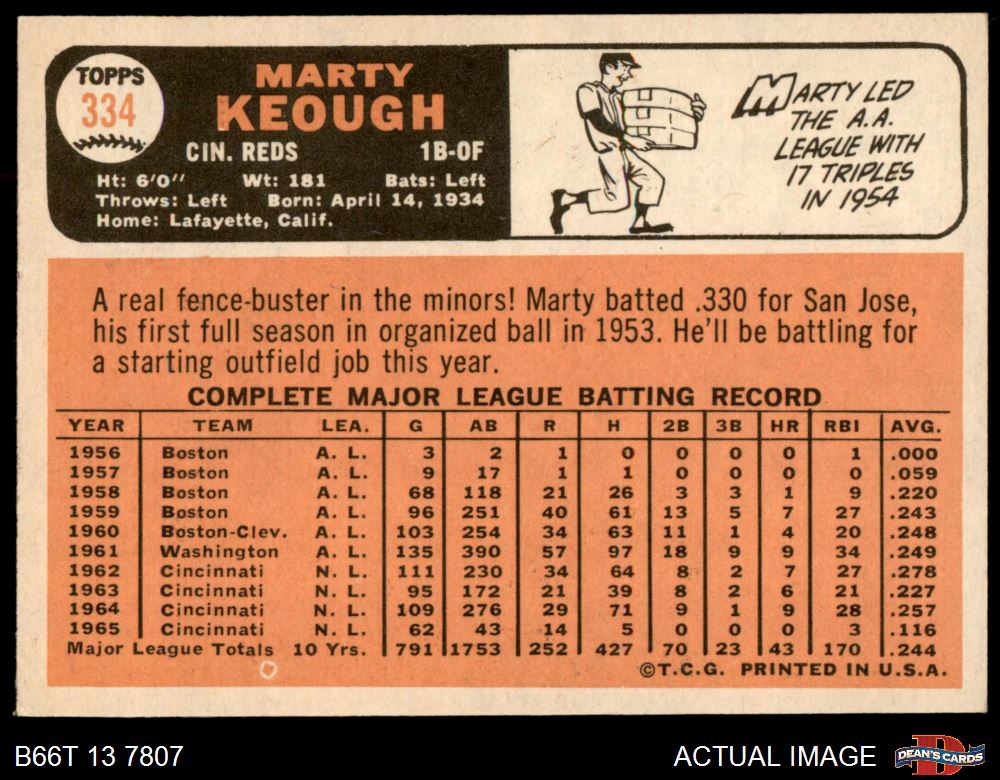 TOPPS
334
MARTY
KEOUGH
CIN. REDS 1B-OF
Ht: 6'0" Wt: 181 Bats: Left
Throws: Left Born: April 14, 1934
Home: Lafayette, Calif.
MARTY LED
THE A.A.
LEAGUE WITH
17 TRIPLES
IN 1954
A real fence-buster in the minors! Marty batted .330 for San Jose,
his first full season in organized ball in 1953. He'll be battling for
a starting outfield job this year.
COMPLETE MAJOR LEAGUE BATTING RECORD
YEAR TEAM LEA. G AB R H 2B 3B HR RBI AVG.
1956 Boston A. L. 3 2 1 0 0 0 0 1 .000
1957 Boston A. L. 9 17 1 1 0 0 0 0 .059
1958 Boston A. L. 68 118 21 26 3 3 1 9 .220
1959 Boston A. L. 96 251 40 61 13 5 7 27 .243
1960 Boston-Clev. A. L. 103 254 34 63 11 1 4 20 .248
1961 Washington A. L. 135 390 57 97 18 9 9 34 .249
1962 Cincinnati N. L. 111 230 34 64 8 2 7 27 .278
1963 Cincinnati N. L. 95 172 21 39 8 2 6 21 .227
1964 Cincinnati N. L. 109 276 29 71 9 1 9 28 .257
1965 Cincinnati N. L. 62 43 14 5 0 0 0 3 .116
Major League Totals 10 Yrs. 791 1753 252 427 70 23 43 170 .244
©T.C.G. PRINTED IN U.S.A.
B66T 13 7807 ACTUAL IMAGE DEAN'S CARDS